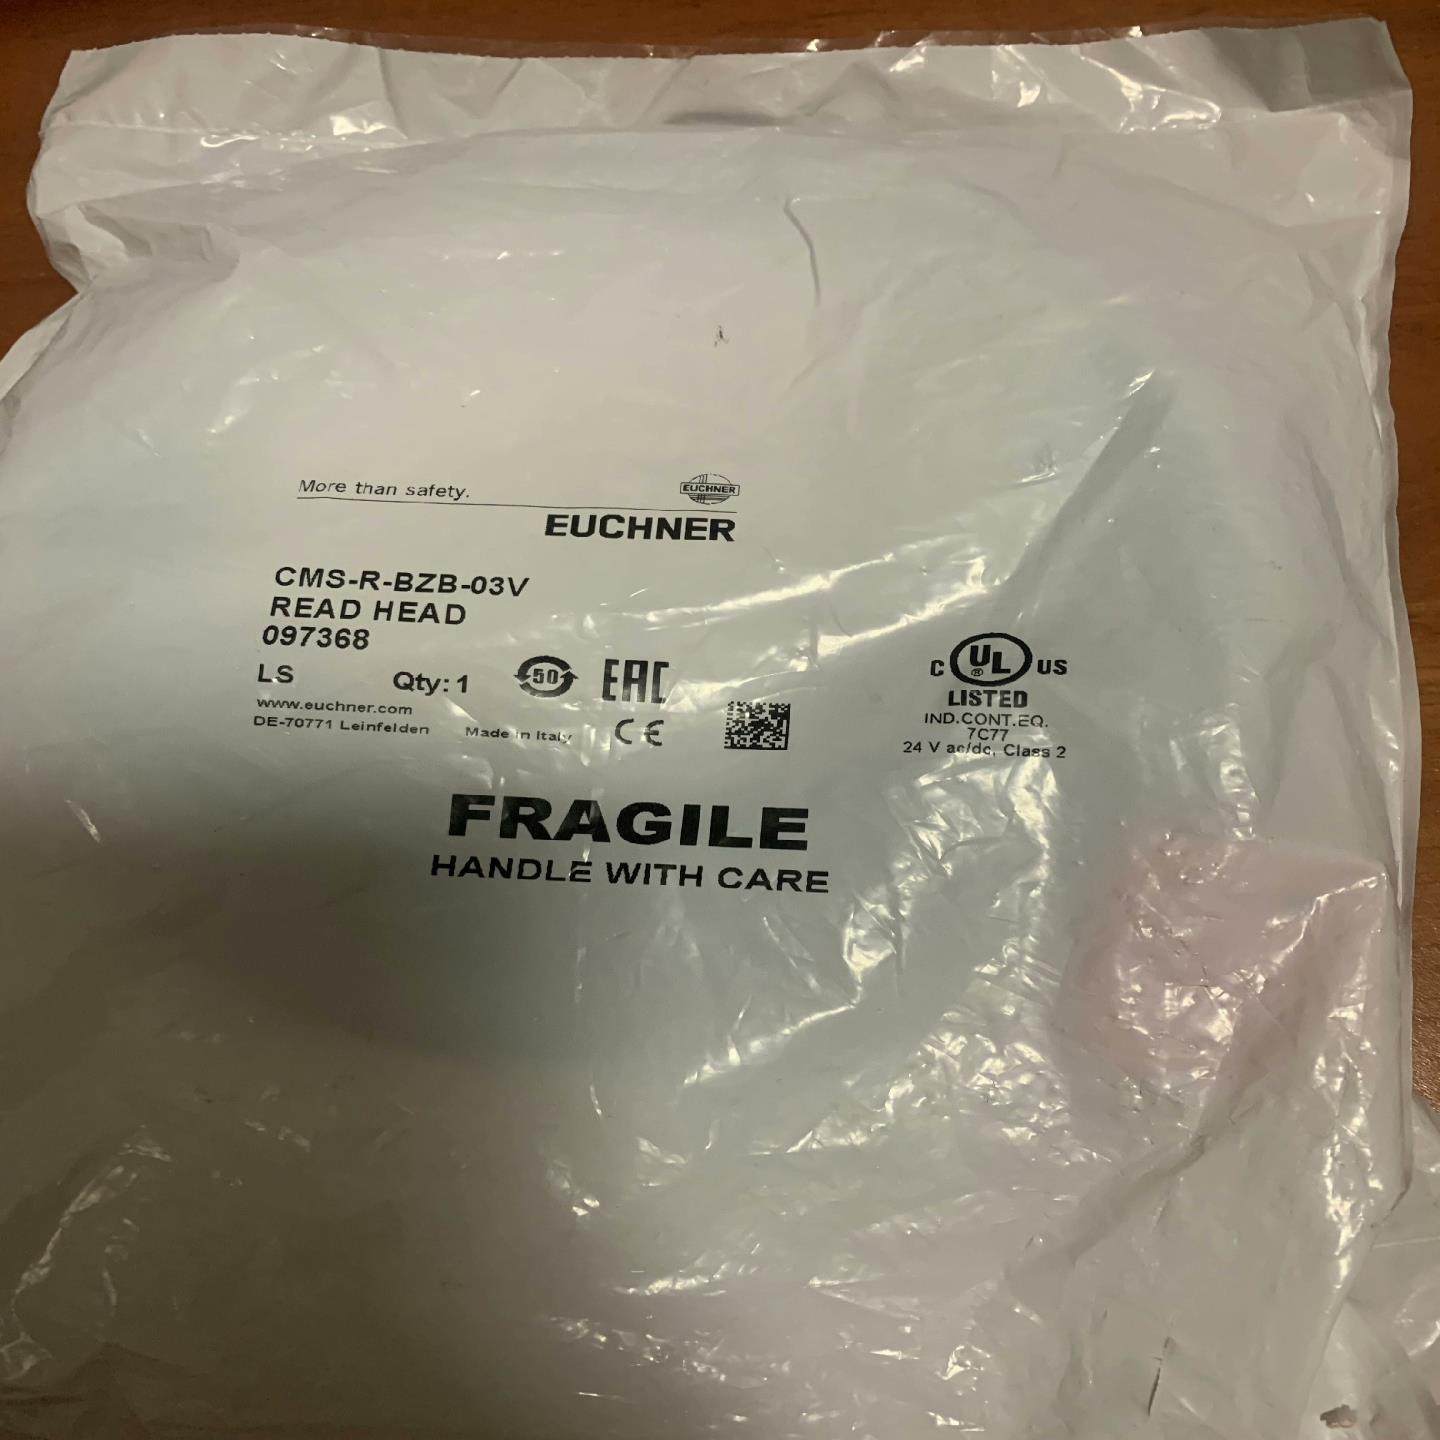 More than safety.
EUCHNER
EUCHNER
CMS-R-BZB-03V
READ HEAD
097368
LS Qty: 1
50
EAC
www.euchner.com
DE-70771 Leinfelden
Made in Italy
CE
C UL US
®
LISTED
IND.CONT.EQ.
7C77
24 V ac/dc, Class 2
FRAGILE
HANDLE WITH CARE